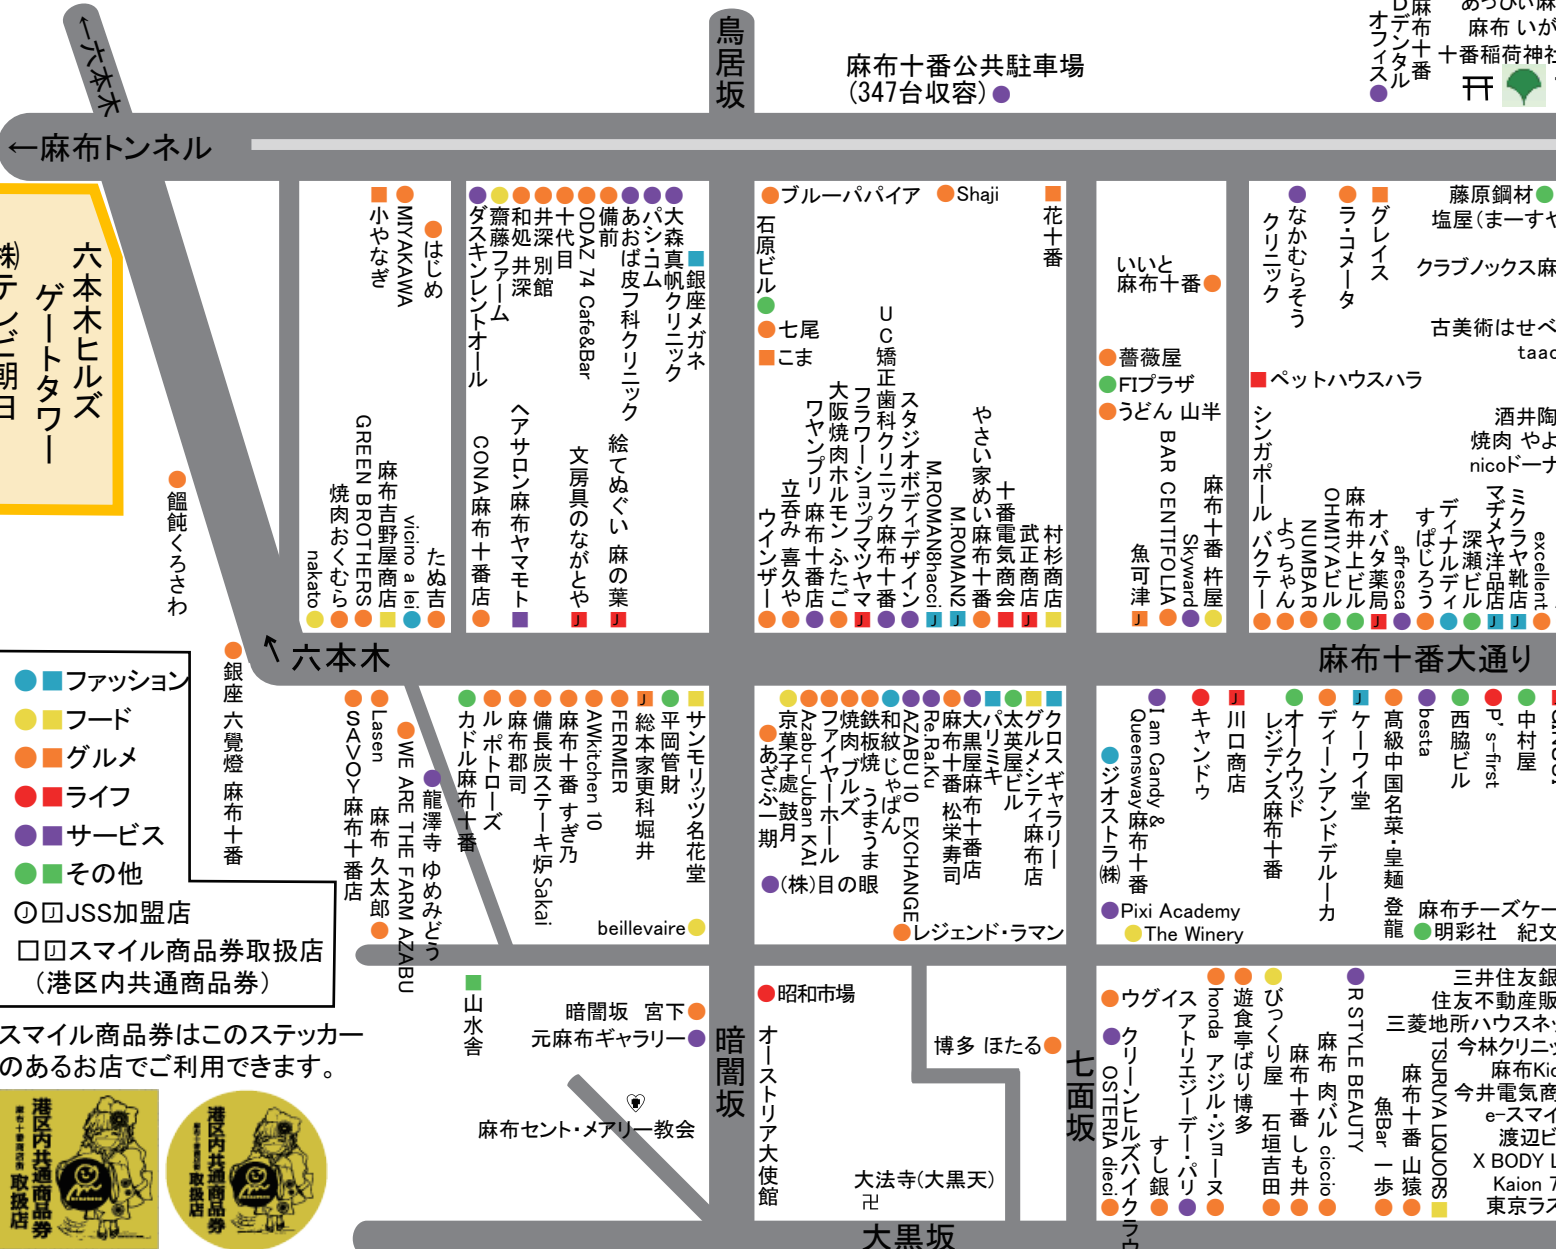 ←六本木
←麻布トンネル
鳥居坂
麻布十番公共駐車場
(347台収容)
麻布十番
Dデンタル
オフィス
麻布 いが
十番稲荷神社
六本木ヒルズ
ゲートタワー
㈱テレビ朝日
小やなぎ
MIYAKAWA
はじめ
ダスキンレントオール
齋藤ファーム
和処 井深
井深 別館
十代目
ODAZ 74 Cafe&Bar
備前
あおば皮フ科クリニック
パシ・コム
大森真帆クリニック
銀座メガネ
ブルーパパイア
Shaji
花十番
石原ビル
七尾
こま
いいと
麻布十番
薔薇屋
FIプラザ
うどん 山半
なかむらそう
クリニック
ラ・コメータ
グレイス
藤原鋼材
塩屋(まーすや
クラブノックス麻
古美術はせべ
taac
ペットハウスハラ
酒井陶
焼肉 やよ
nicoドーナ
饂飩くろさわ
nakato
焼肉おくむら
GREEN BROTHERS
麻布吉野屋商店
vicino a lei
たぬ吉
CONA麻布十番店
ヘアサロン麻布ヤマモト
文房具のながとや
絵てぬぐい 麻の葉
ウインザー
立呑み 喜久や
ワヤンプリ 麻布十番店
大阪焼肉ホルモン ふたご
フラワーショップマツヤマ
UC矯正歯科クリニック麻布十番
スタジオボディデザイン
M.ROMAN8hacci
M.ROMAN2
やさい家めい麻布十番
十番電気商会
武正商店
村杉商店
魚可津
BAR CENTIFOLIA
Skyward
麻布十番 杵屋
シンガポール バクテー
よっちゃん
NUMBAR
OHMIYAビル
麻布井上ビル
オバタ薬局
afresca
すぱじろう
ディナルディ
深瀬ビル
マヂメヤ洋品店
ミクラヤ靴店
excellent
↖ 六本木
麻布十番大通り
ファッション
フード
グルメ
ライフ
サービス
その他
JSS加盟店
スマイル商品券取扱店
(港区内共通商品券)
スマイル商品券はこのステッカー
のあるお店でご利用できます。
港区内共通商品券
取扱店
港区内共通商品券
取扱店
銀座 六覺燈 麻布十番
SAVOY麻布十番店
Lasen
麻布 久太郎
WE ARE THE FARM AZABU
龍澤寺 ゆめみどう
カドル麻布十番
ル ポトローズ
麻布郡司
備長炭ステーキ炉Sakai
麻布十番 すぎ乃
AWkitchen 10
FERMIER
総本家更科堀井
平岡管財
サンモリッツ名花堂
beillevaire
あざぶ一期
京菓子處 鼓月
Azabu-Juban KAI
ファイヤーホール
焼肉 ブルズ
鉄板焼 うまうま
和紋 じゃぱん
AZABU 10 EXCHANGE
Re.Ra.Ku
麻布十番 松栄寿司
大黒屋麻布十番店
パリミキ
太英屋ビル
グルメシティ麻布店
クロス ギャラリー
(株)目の眼
レジェンド・ラマン
ジオストラ㈱
I am Candy &
Queensway麻布十番
キャンドゥ
川口商店
オークウッド
レジデンス麻布十番
ディーンアンドデルーカ
ケーワイ堂
髙級中国名菜・皇麺 登龍
besta
西脇ビル
P's-first
中村屋
Pixi Academy
The Winery
麻布チーズケー
明彩社
紀文
山水舎
暗闇坂 宮下
元麻布ギャラリー
麻布セント・メアリー教会
暗闇坂
昭和市場
オーストリア大使館
博多 ほたる
大法寺(大黒天)
卍
七面坂
大黒坂
ウグイス
クリーンヒルズハイクラウ
OSTERIA dieci
すし銀
アトリエジーデー・パリ
honda
アジル・ジョーヌ
遊食亭ばり博多
びっくり屋
石垣吉田
麻布十番 しも井
麻布 肉バル ciccio
R STYLE BEAUTY
魚Bar 一歩
麻布十番 山猿
TSURUYA LIQUORS
三井住友銀
住友不動産販
三菱地所ハウスネッ
今林クリニッ
麻布Kid
今井電気商
e-スマイ
渡辺ビ
X BODY L
Kaion 7
東京ラス